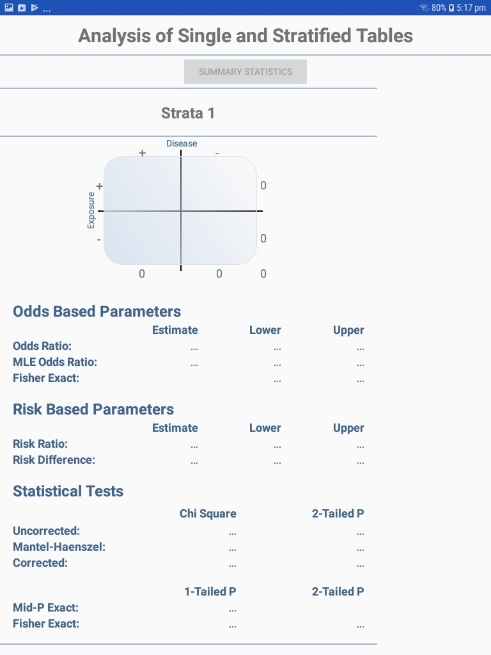 ... 80% 5:17 pm
Analysis of Single and Stratified Tables
SUMMARY STATISTICS
Strata 1
Disease
+ -
+ 0
Exposure
- 0
0 0 0
Odds Based Parameters
Estimate Lower Upper
Odds Ratio: ... ... ...
MLE Odds Ratio: ... ... ...
Fisher Exact: ... ...
Risk Based Parameters
Estimate Lower Upper
Risk Ratio: ... ... ...
Risk Difference: ... ... ...
Statistical Tests
Chi Square 2-Tailed P
Uncorrected: ... ...
Mantel-Haenszel: ... ...
Corrected: ... ...
1-Tailed P 2-Tailed P
Mid-P Exact: ...
Fisher Exact: ... ...